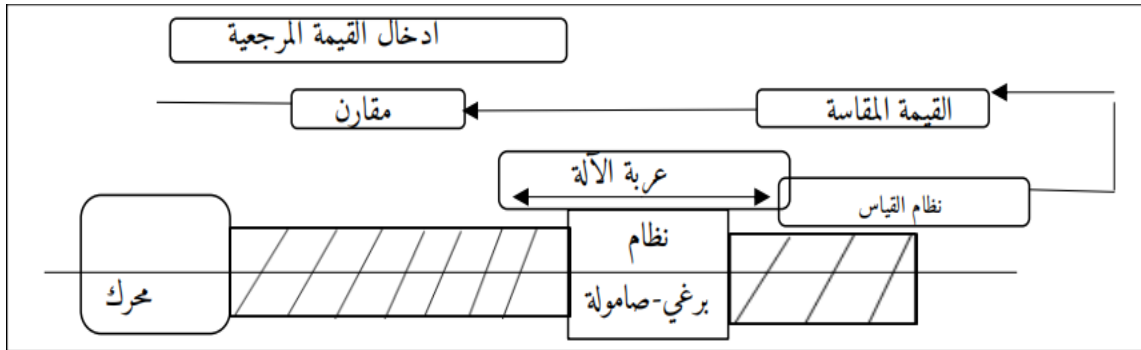 ادخال القيمة المرجعية
القيمة المقاسة
مقارن
عربة الآلة
نظام القياس
نظام
برغي-صامولة
محرك